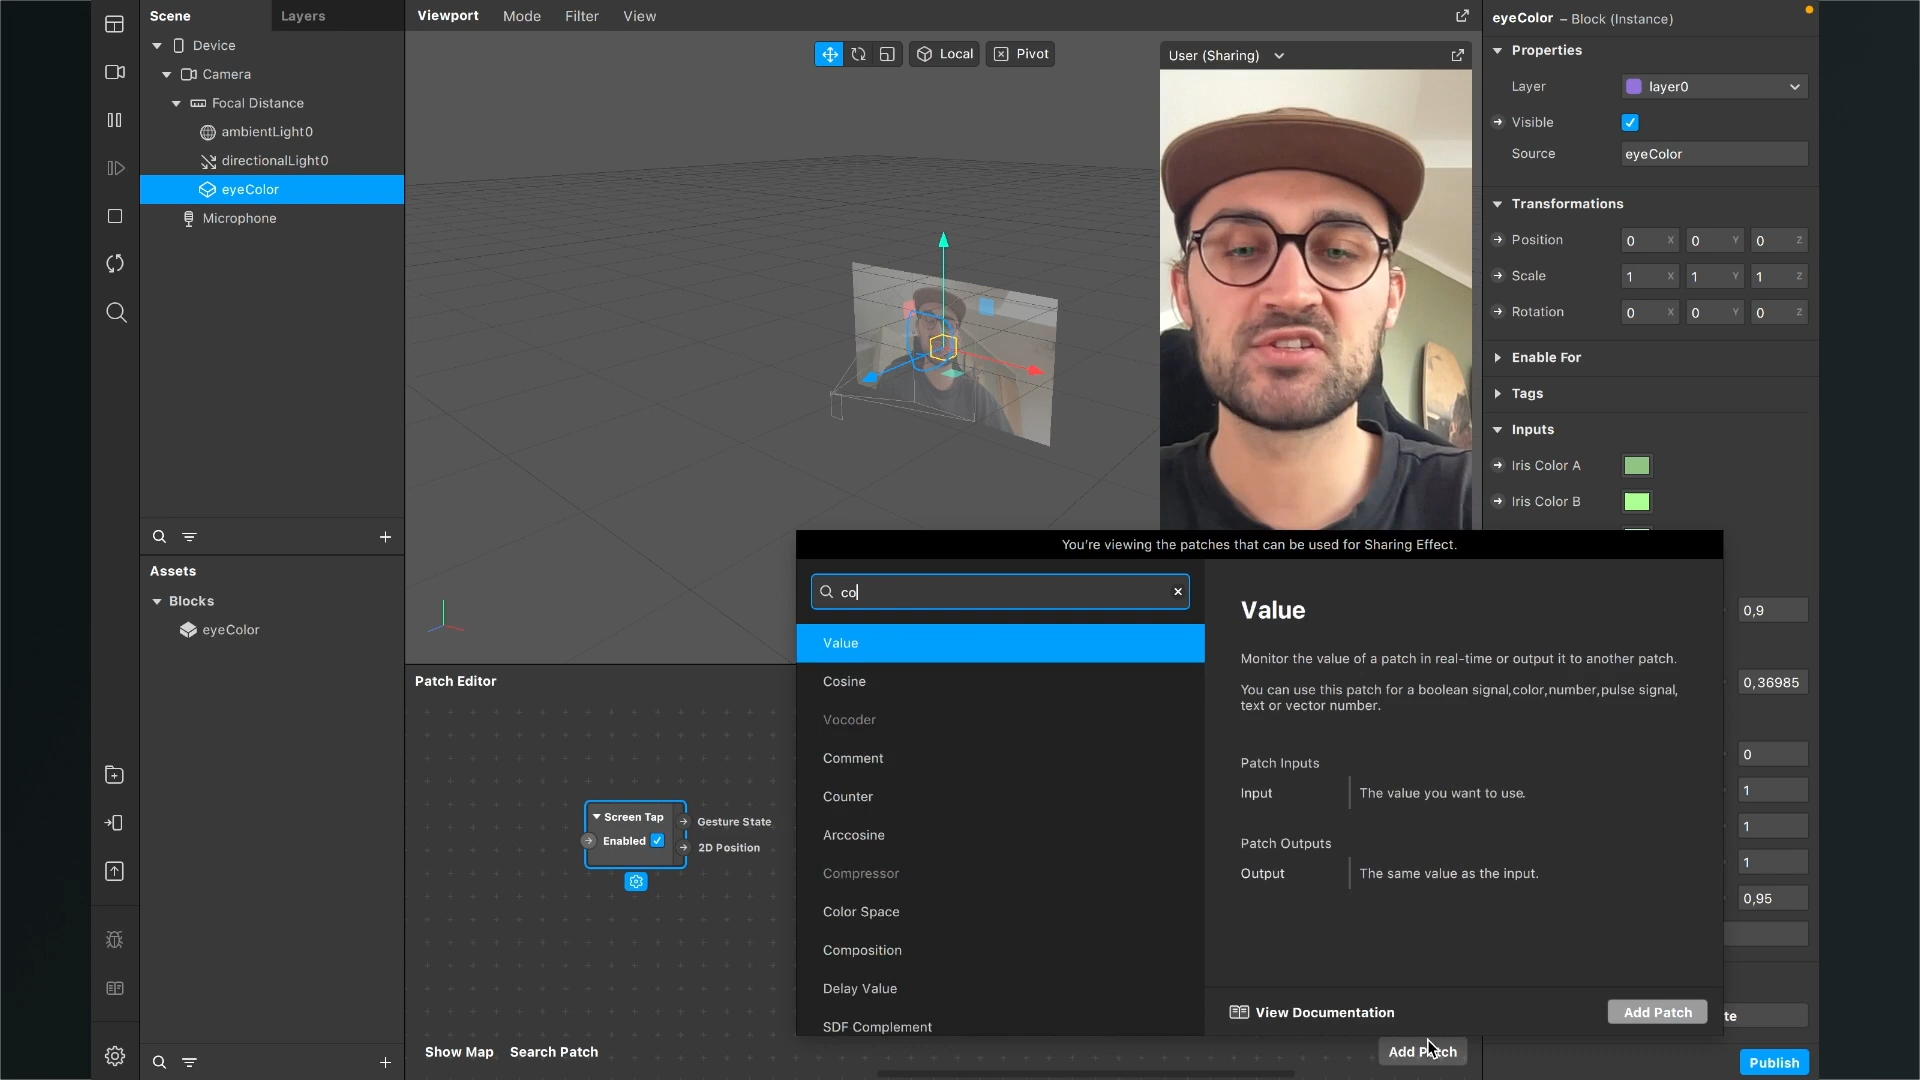 Scene
Layers
Device
Camera
Focal Distance
ambientLight0
directionalLight0
eyeColor
Microphone
Assets
Blocks
eyeColor
Viewport
Mode
Filter
View
Local
Pivot
User (Sharing)
Patch Editor
Screen Tap
Enabled
Gesture State
2D Position
Show Map
Search Patch
Add Patch
You're viewing the patches that can be used for Sharing Effect.
co
Value
Cosine
Vocoder
Comment
Counter
Arccosine
Compressor
Color Space
Composition
Delay Value
SDF Complement
Value
Monitor the value of a patch in real-time or output it to another patch.
You can use this patch for a boolean signal,color,number,pulse signal,
text or vector number.
Patch Inputs
Input
The value you want to use.
Patch Outputs
Output
The same value as the input.
View Documentation
Add Patch
eyeColor – Block (Instance)
Properties
Layer
layer0
Visible
Source
eyeColor
Transformations
Position
0 X 0 Y 0 Z
Scale
1 X 1 Y 1 Z
Rotation
0 X 0 Y 0 Z
Enable For
Tags
Inputs
Iris Color A
Iris Color B
0,9
0,36985
0
1
1
1
0,95
te
Publish